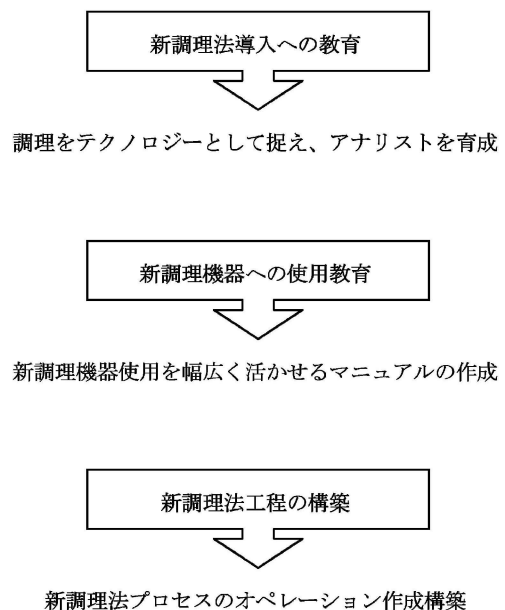 新調理法導入への教育
調理をテクノロジーとして捉え、アナリストを育成
新調理機器への使用教育
新調理機器使用を幅広く活かせるマニュアルの作成
新調理法工程の構築
新調理法プロセスのオペレーション作成構築